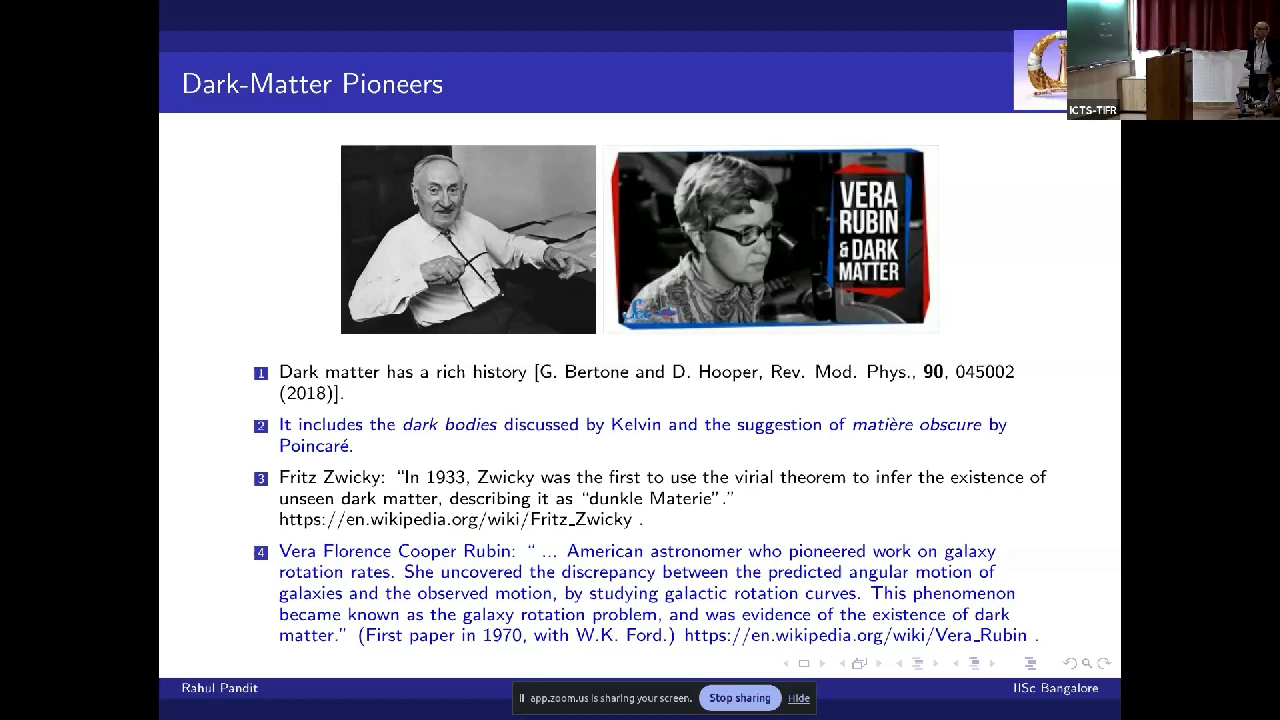 Dark-Matter Pioneers
ICTS-TIFR
VERA
RUBIN
& DARK
MATTER
1 Dark matter has a rich history [G. Bertone and D. Hooper, Rev. Mod. Phys., 90, 045002
(2018)].
2 It includes the dark bodies discussed by Kelvin and the suggestion of matière obscure by
Poincaré.
3 Fritz Zwicky: “In 1933, Zwicky was the first to use the virial theorem to infer the existence of
unseen dark matter, describing it as “dunkle Materie”.”
https://en.wikipedia.org/wiki/Fritz_Zwicky .
4 Vera Florence Cooper Rubin: “ ... American astronomer who pioneered work on galaxy
rotation rates. She uncovered the discrepancy between the predicted angular motion of
galaxies and the observed motion, by studying galactic rotation curves. This phenomenon
became known as the galaxy rotation problem, and was evidence of the existence of dark
matter.” (First paper in 1970, with W.K. Ford.) https://en.wikipedia.org/wiki/Vera_Rubin .
Rahul Pandit
app.zoom.us is sharing your screen.
Stop sharing
Hide
IISc Bangalore